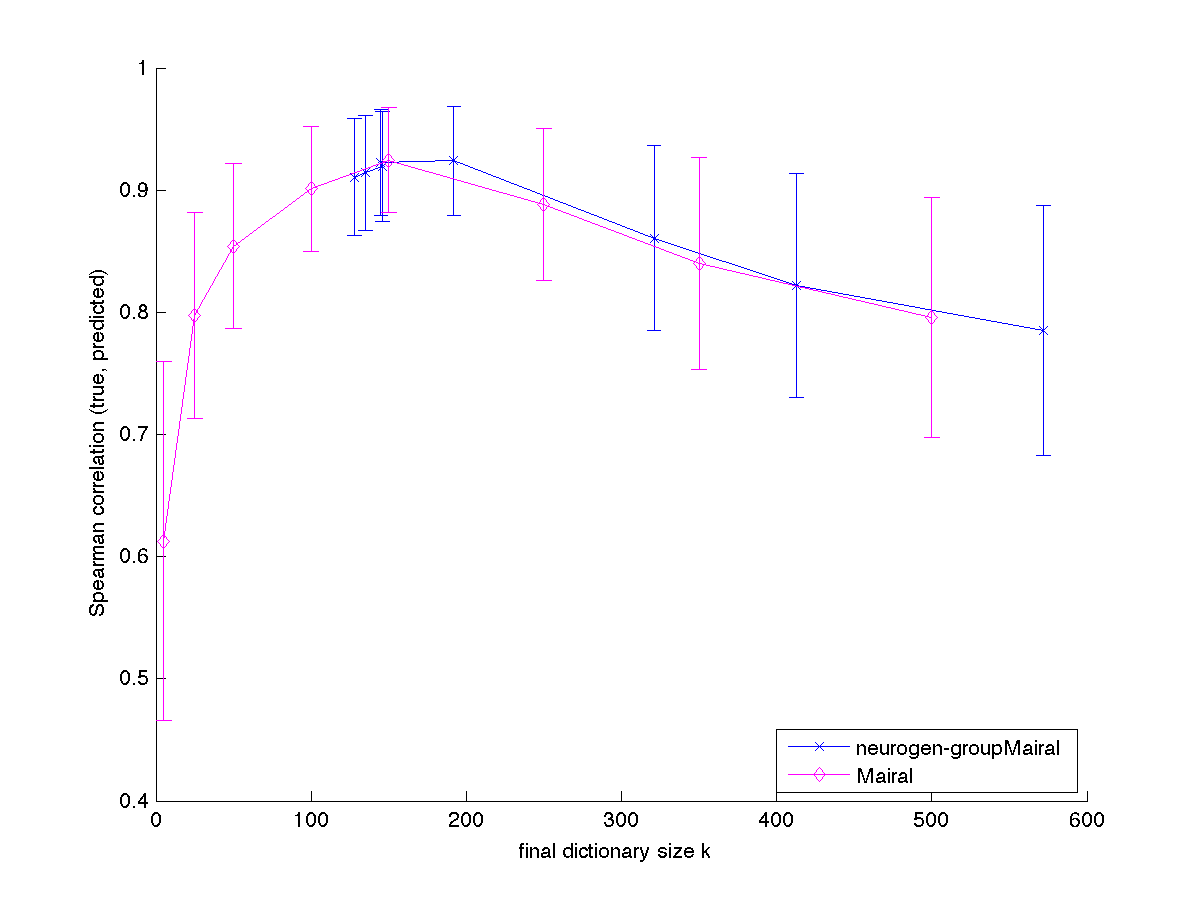 1
0.9
0.8
0.7
0.6
0.5
0.4
Spearman correlation (true, predicted)
neurogen-groupMairal
Mairal
0 100 200 300 400 500 600
final dictionary size k